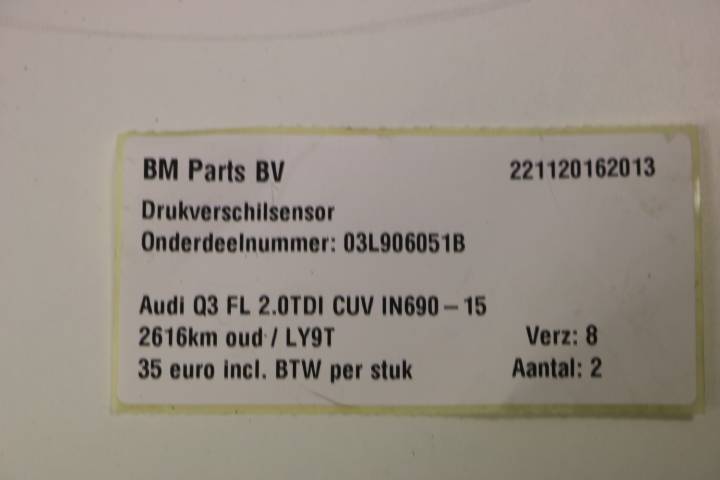 BM Parts BV 221120162013
Drukverschilsensor
Onderdeelnummer: 03L906051B
Audi Q3 FL 2.0TDI CUV IN690 – 15
2616km oud / LY9T Verz: 8
35 euro incl. BTW per stuk Aantal: 2